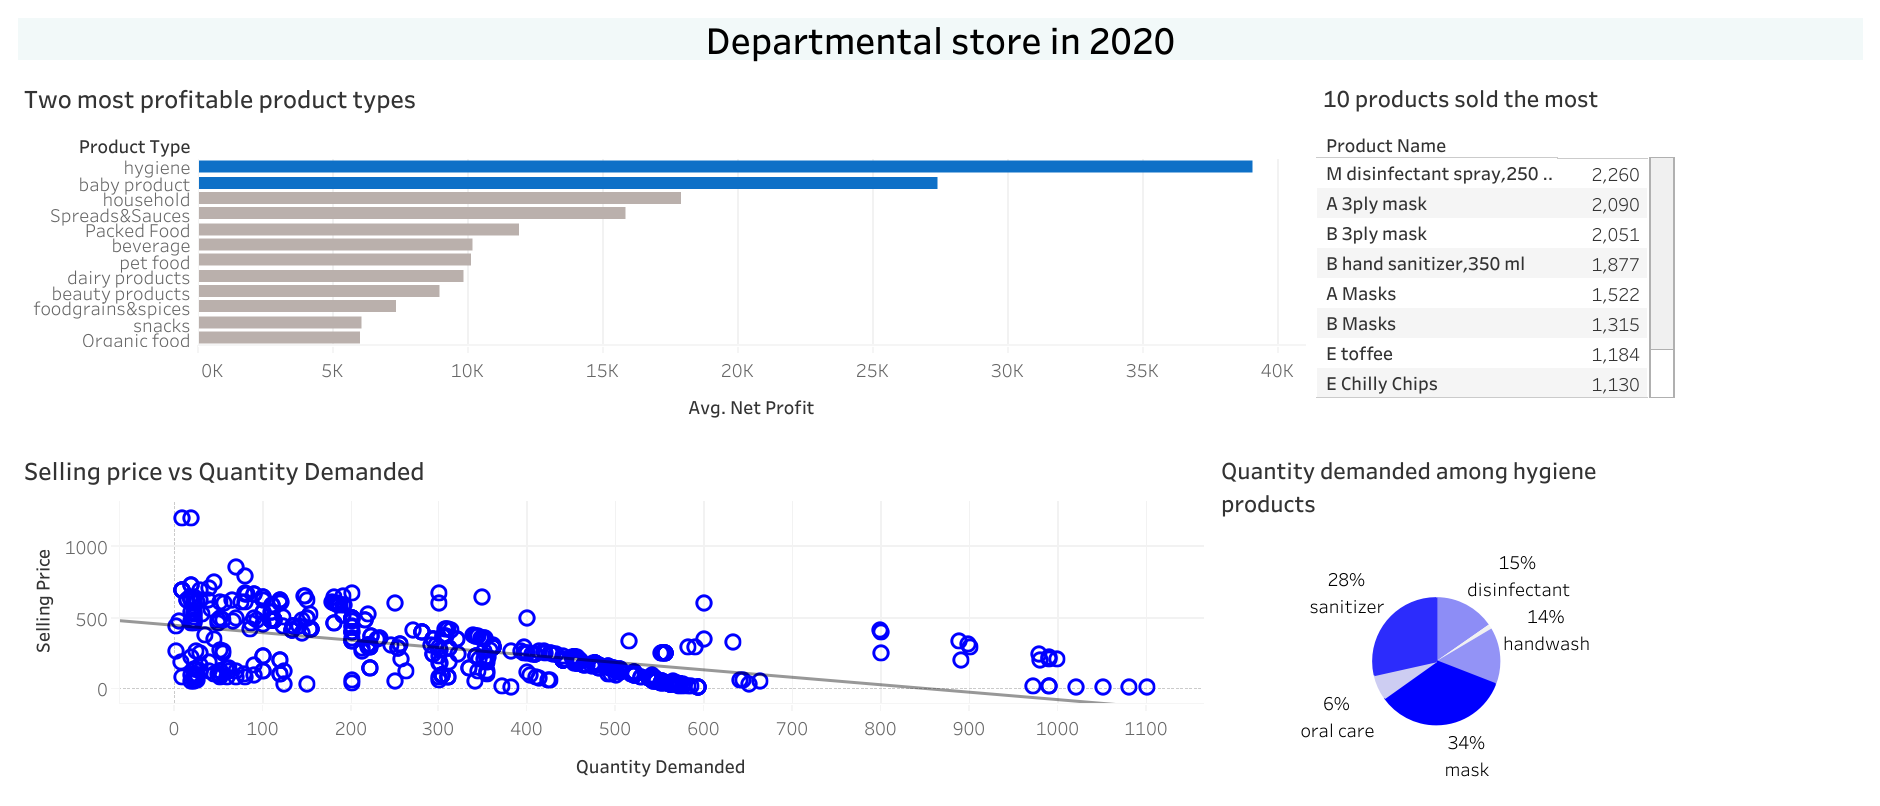 Departmental store in 2020
Two most profitable product types
Product Type
hygiene
baby product
household
Spreads&Sauces
Packed Food
beverage
pet food
dairy products
beauty products
foodgrains&spices
snacks
Organic food
0K 5K 10K 15K 20K 25K 30K 35K 40K
Avg. Net Profit
10 products sold the most
Product Name
M disinfectant spray,250 .. 2,260
A 3ply mask 2,090
B 3ply mask 2,051
B hand sanitizer,350 ml 1,877
A Masks 1,522
B Masks 1,315
E toffee 1,184
E Chilly Chips 1,130
Selling price vs Quantity Demanded
Selling Price
1000
500
0
0 100 200 300 400 500 600 700 800 900 1000 1100
Quantity Demanded
Quantity demanded among hygiene
products
15%
disinfectant
28%
sanitizer
14%
handwash
6%
oral care
34%
mask